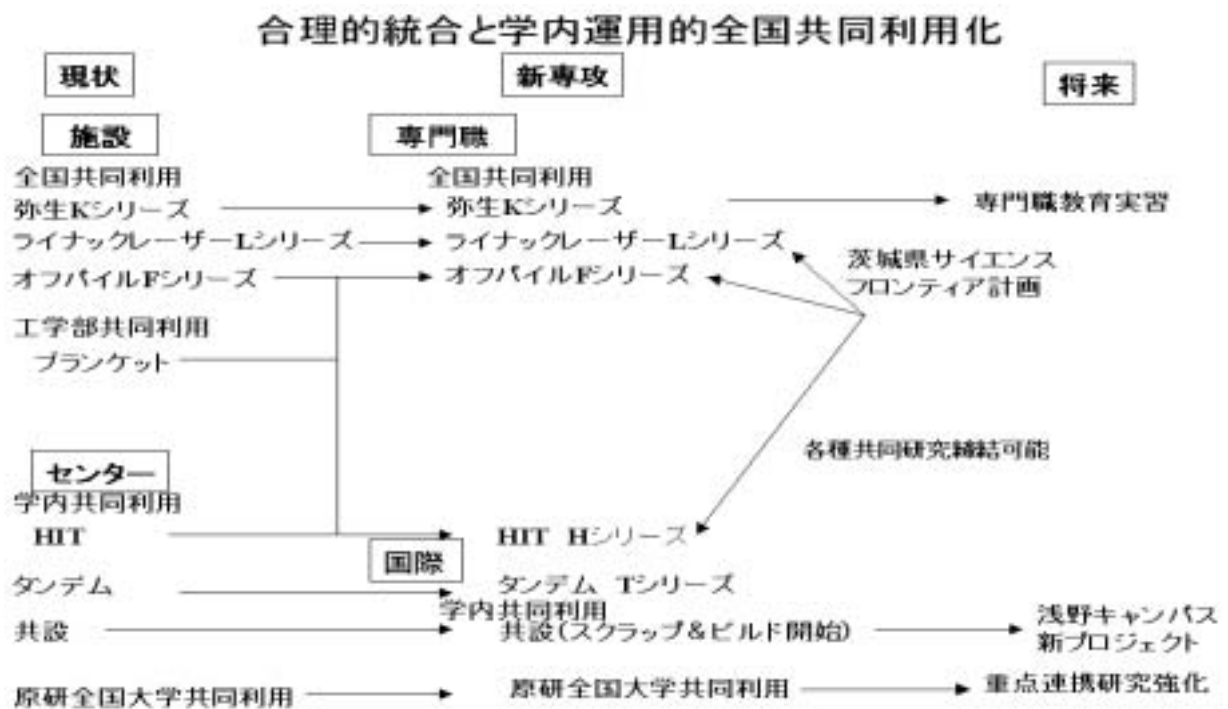 合理的統合と学内運用的全国共同利用化
現状
新専攻
将来
施設
専門職
全国共同利用
全国共同利用
弥生Kシリーズ
弥生Kシリーズ
専門職教育実習
ライナックレーザーLシリーズ
ライナックレーザーLシリーズ
オフパイルFシリーズ
オフパイルFシリーズ
茨城県サイエンス
フロンティア計画
工学部共同利用
ブランケット
各種共同研究締結可能
センター
学内共同利用
HIT
HIT Hシリーズ
国際
タンデム
タンデム Tシリーズ
学内共同利用
共設
共設(スクラップ&ビルド開始)
浅野キャンパス
新プロジェクト
原研全国大学共同利用
原研全国大学共同利用
重点連携研究強化